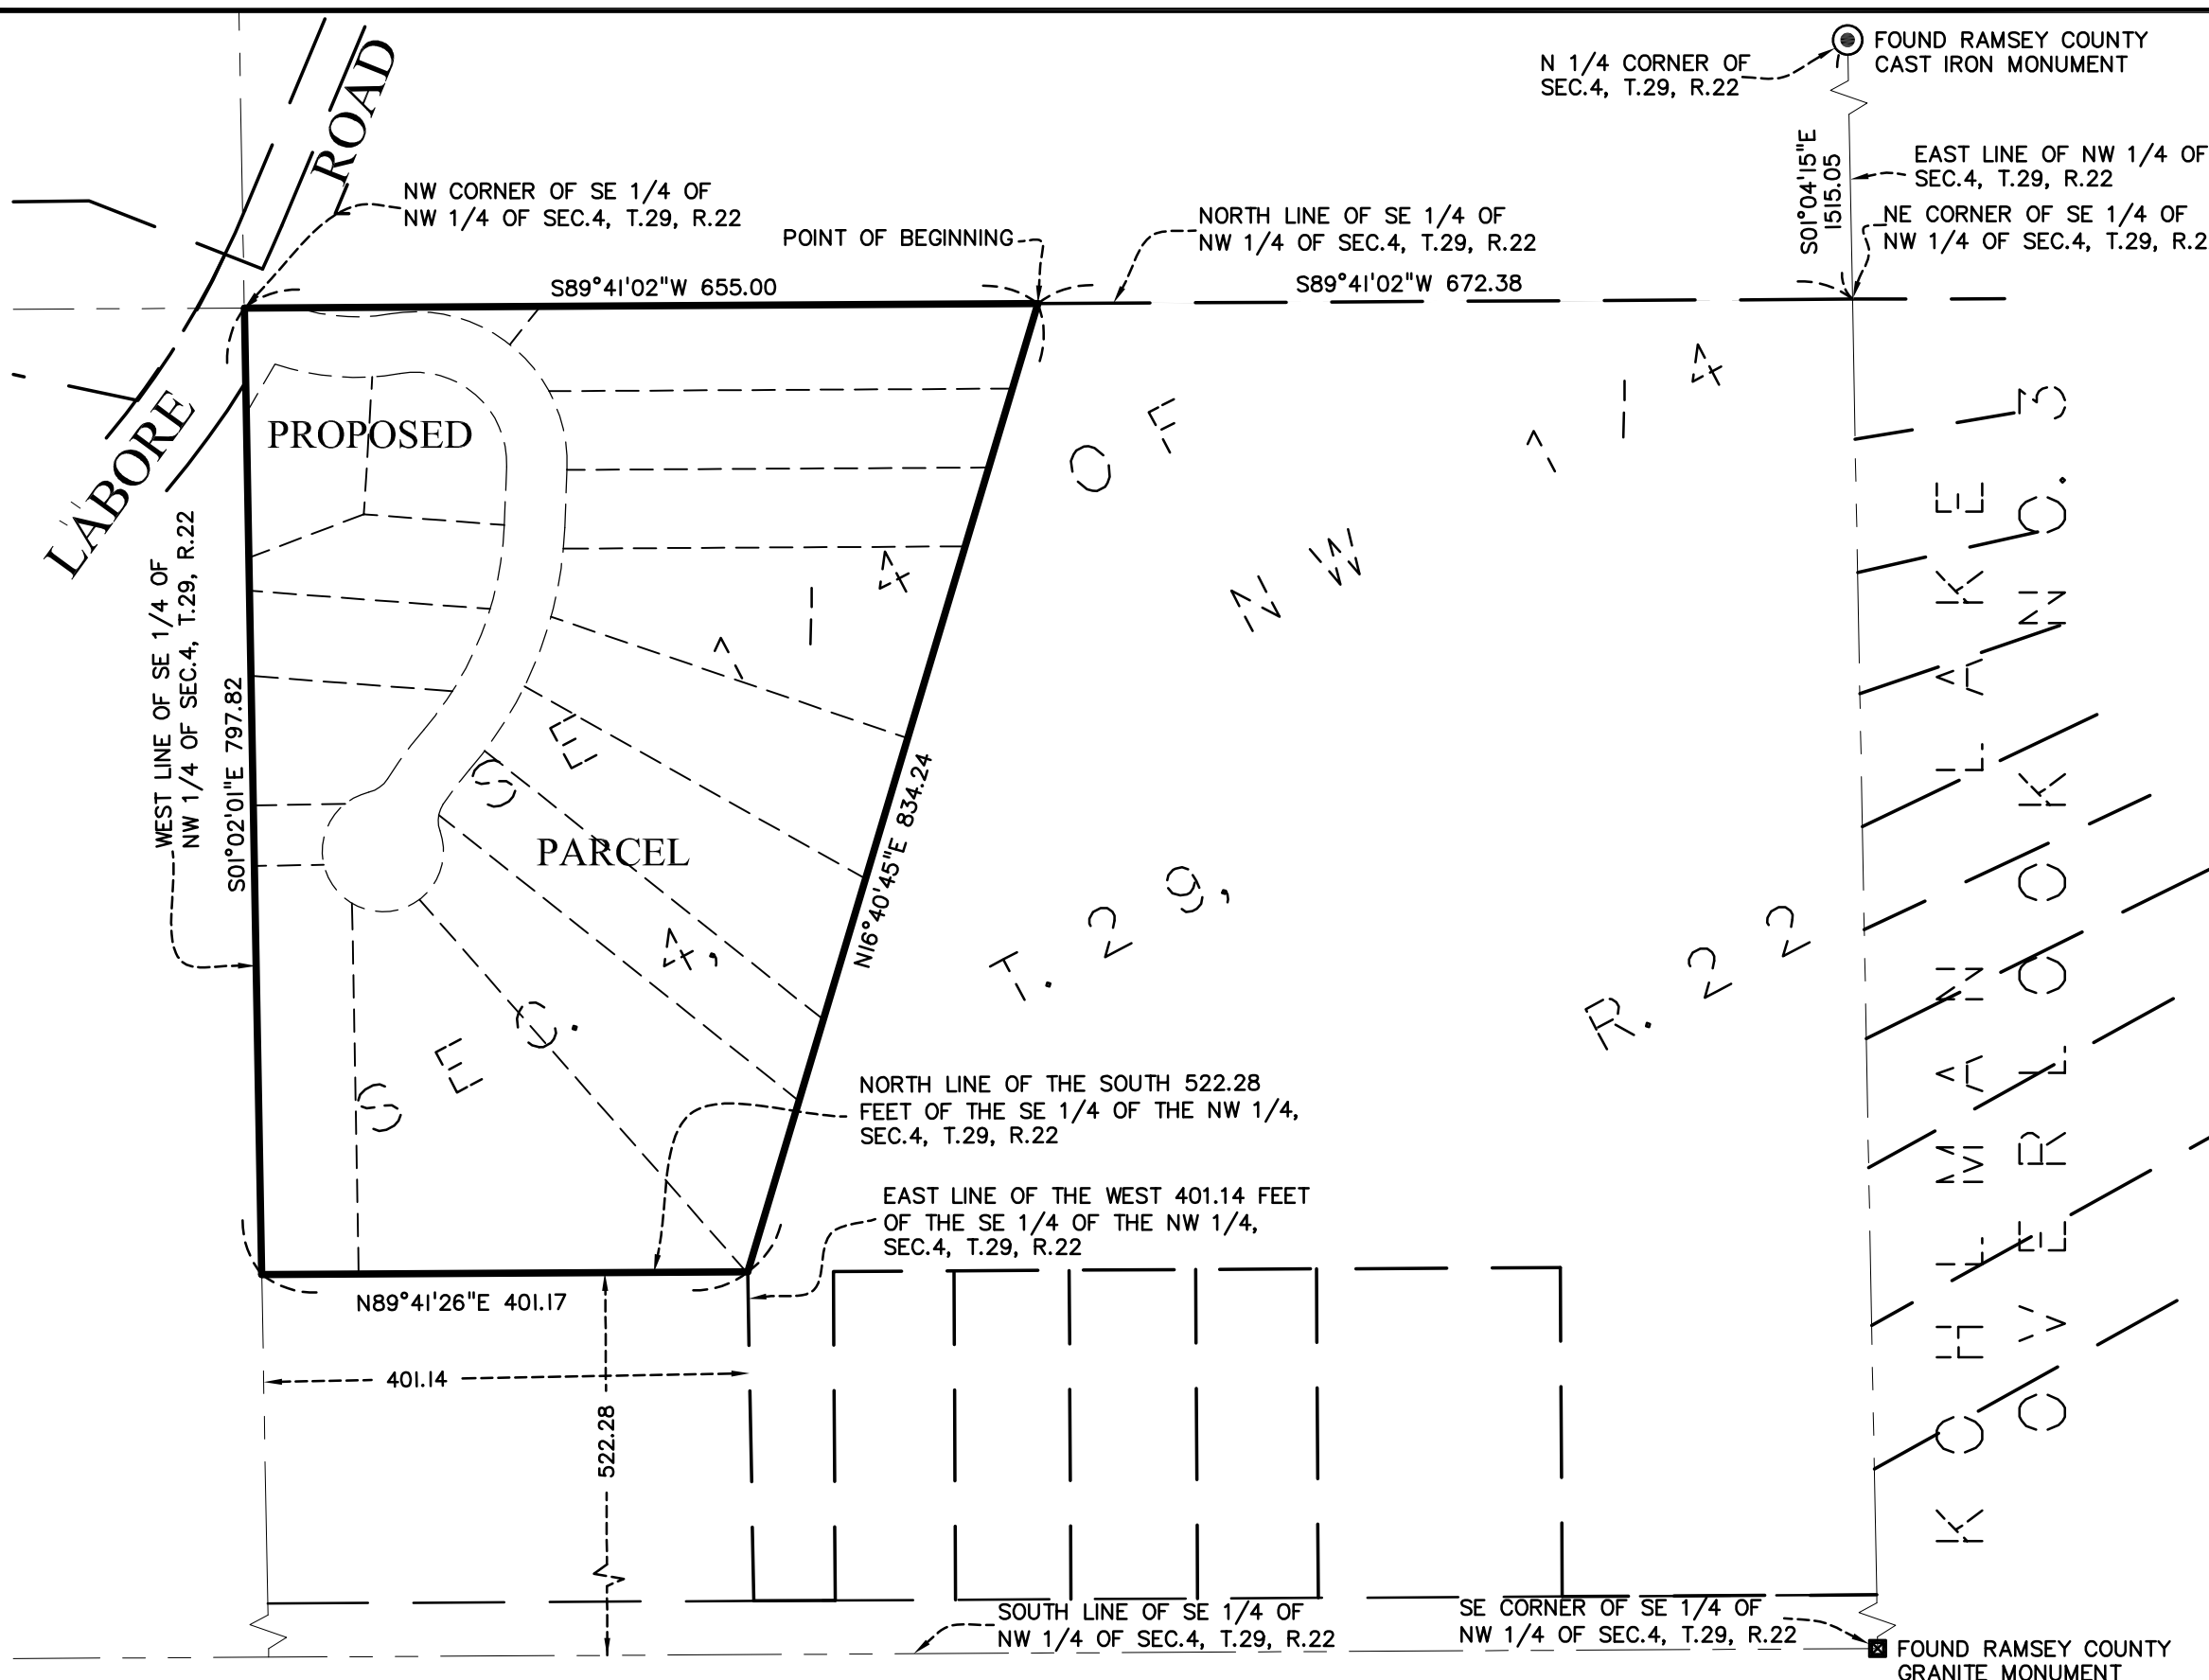 FOUND RAMSEY COUNTY
CAST IRON MONUMENT
N 1/4 CORNER OF
SEC.4, T.29, R.22
ROAD
S01°04'15"E
1515.05
EAST LINE OF NW 1/4 OF
SEC.4, T.29, R.22
NW CORNER OF SE 1/4 OF
NW 1/4 OF SEC.4, T.29, R.22
POINT OF BEGINNING
NORTH LINE OF SE 1/4 OF
NW 1/4 OF SEC.4, T.29, R.22
NE CORNER OF SE 1/4 OF
NW 1/4 OF SEC.4, T.29, R.2
S89°41'02"W 655.00
S89°41'02"W 672.38
LABORE
PROPOSED
PARCEL
WEST LINE OF SE 1/4 OF
NW 1/4 OF SEC.4, T.29, R.22
S01°02'01"E 797.82
N16°40'45"E 834.24
SE 1/4 OF NW 1/4
SEC. 4, T. 29, R. 22
KOHLMAN LAKE
OVERLOOK NO. 3
NORTH LINE OF THE SOUTH 522.28
FEET OF THE SE 1/4 OF THE NW 1/4,
SEC.4, T.29, R.22
EAST LINE OF THE WEST 401.14 FEET
OF THE SE 1/4 OF THE NW 1/4,
SEC.4, T.29, R.22
N89°41'26"E 401.17
401.14
522.28
SOUTH LINE OF SE 1/4 OF
NW 1/4 OF SEC.4, T.29, R.22
SE CORNER OF SE 1/4 OF
NW 1/4 OF SEC.4, T.29, R.22
FOUND RAMSEY COUNTY
GRANITE MONUMENT